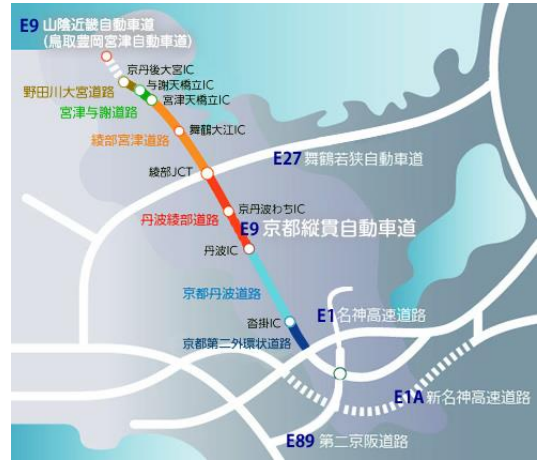 E9 山陰近畿自動車道
(鳥取豊岡宮津自動車道)
京丹後大宮IC
与謝天橋立IC
野田川大宮道路
宮津天橋立IC
宮津与謝道路
舞鶴大江IC
綾部宮津道路
E27 舞鶴若狭自動車道
綾部JCT
京丹波わちIC
丹波綾部道路
E9 京都縦貫自動車道
丹波IC
京都丹波道路
E1 名神高速道路
沓掛IC
京都第二外環状道路
E1A 新名神高速道路
E89 第二京阪道路